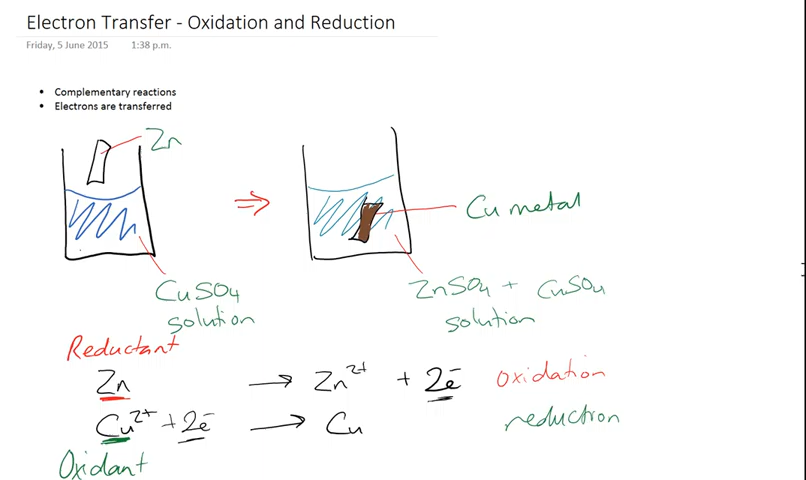 Electron Transfer - Oxidation and Reduction
Friday, 5 June 2015 1:38 p.m.
• Complementary reactions
• Electrons are transferred
Zn
⇒
Cu metal
CuSO₄
solution
ZnSO₄ + CuSO₄
solution
Reductant
Zn → Zn²⁺ + 2e⁻ oxidation
Cu²⁺ + 2e⁻ → Cu reduction
Oxidant